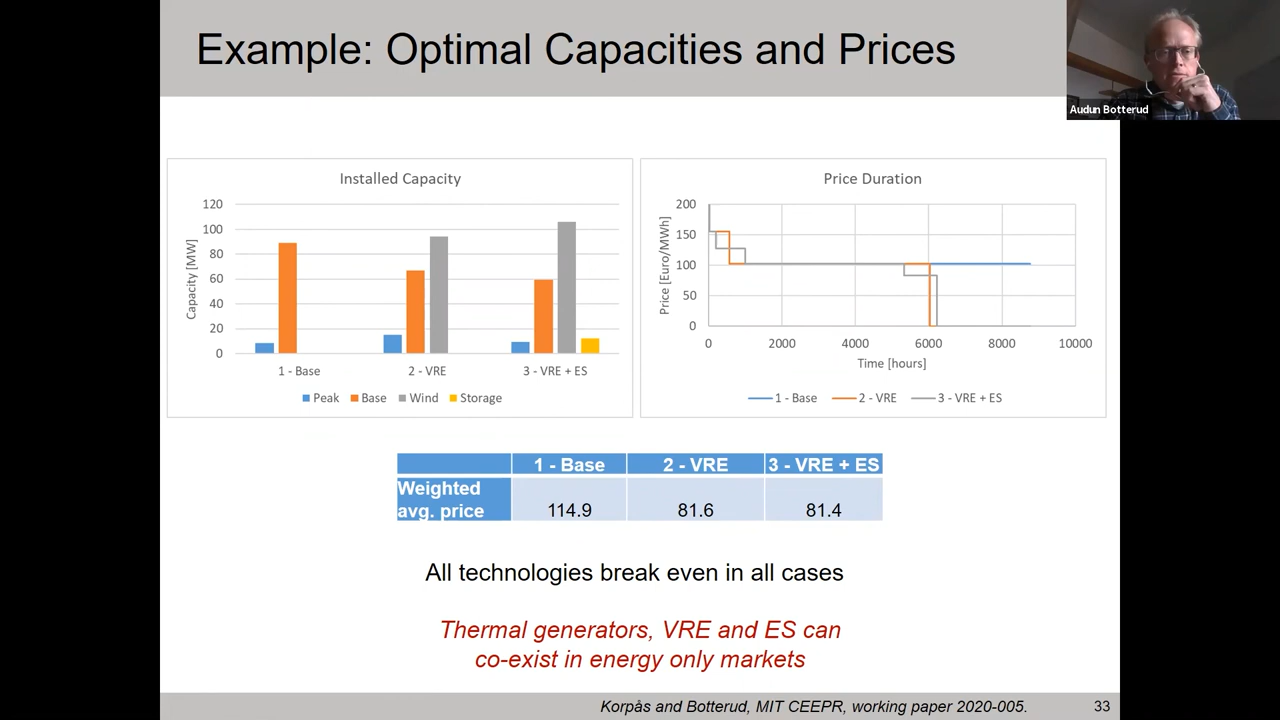 Example: Optimal Capacities and Prices
Audun Botterud
Installed Capacity
Capacity [MW]
120
100
80
60
40
20
0
1 - Base
2 - VRE
3 - VRE + ES
Peak
Base
Wind
Storage
Price Duration
Price [Euro/MWh]
200
150
100
50
0
0
2000
4000
6000
8000
10000
Time [hours]
1 - Base
2 - VRE
3 - VRE + ES
1 - Base
2 - VRE
3 - VRE + ES
Weighted
avg. price
114.9
81.6
81.4
All technologies break even in all cases
Thermal generators, VRE and ES can
co-exist in energy only markets
Korpås and Botterud, MIT CEEPR, working paper 2020-005.
33